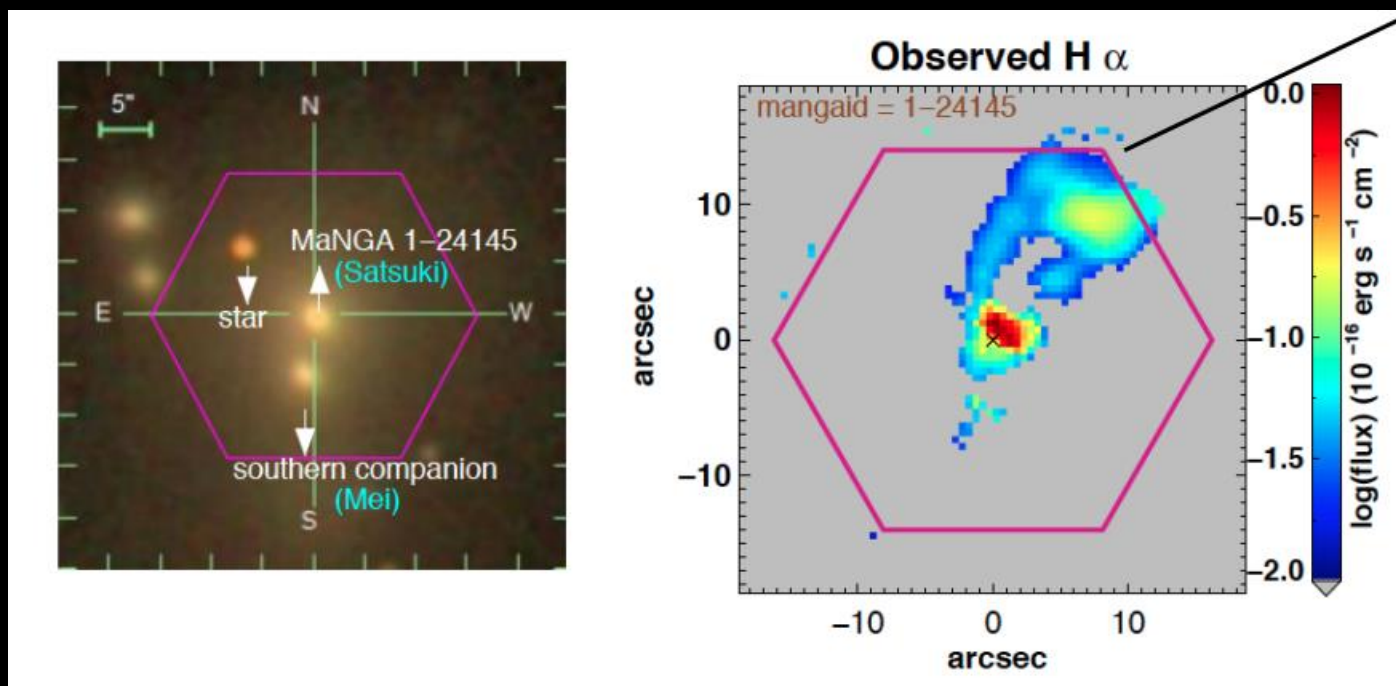 5"
N
MaNGA 1–24145
(Satsuki)
E
W
star
southern companion
(Mei)
S
Observed H α
mangaid = 1–24145
arcsec
10
0
−10
−10
0
10
arcsec
0.0
−0.5
−1.0
−1.5
−2.0
log(flux) (10 −16 erg s −1 cm −2)